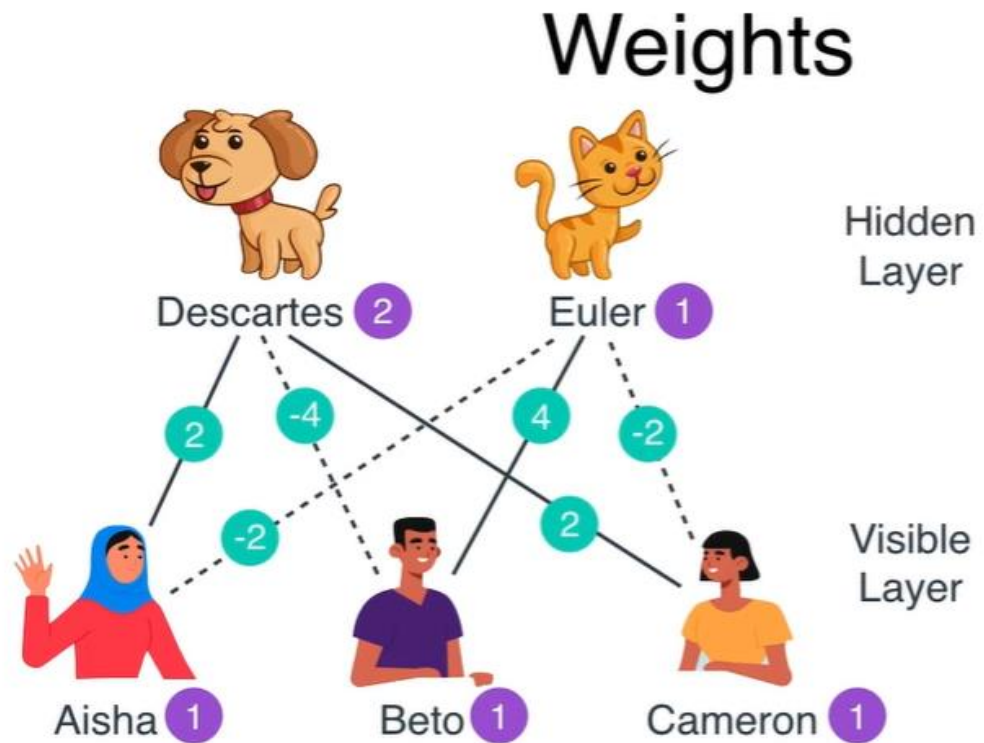 Weights
Hidden
Layer
Descartes 2
Euler 1
2
-4
4
-2
-2
2
Visible
Layer
Aisha 1
Beto 1
Cameron 1